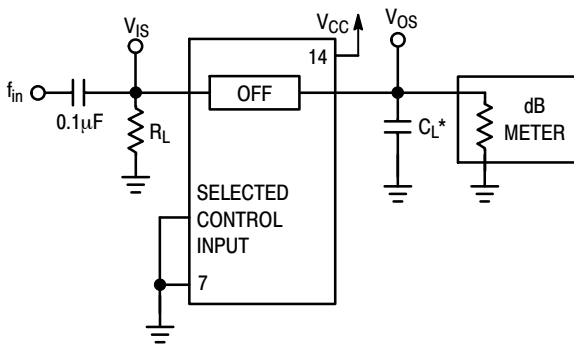 V_IS
V_CC
V_OS
14
f_in
0.1μF
R_L
OFF
C_L*
dB
METER
SELECTED
CONTROL
INPUT
7